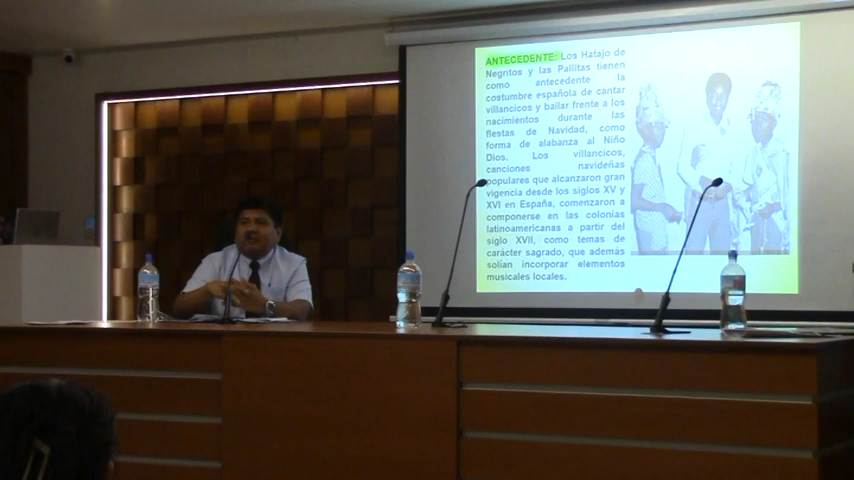 ANTECEDENTE: Los Hatajo de
Negritos y las Pallitas tienen
como antecedente la
costumbre española de cantar
villancicos y bailar frente a los
nacimientos durante las
fiestas de Navidad, como
forma de alabanza al Niño
Dios. Los villancicos,
canciones navideñas
populares que alcanzaron gran
vigencia desde los siglos XV y
XVI en España, comenzaron a
componerse en las colonias
latinoamericanas a partir del
siglo XVII, como temas de
carácter sagrado, que además
solían incorporar elementos
musicales locales.